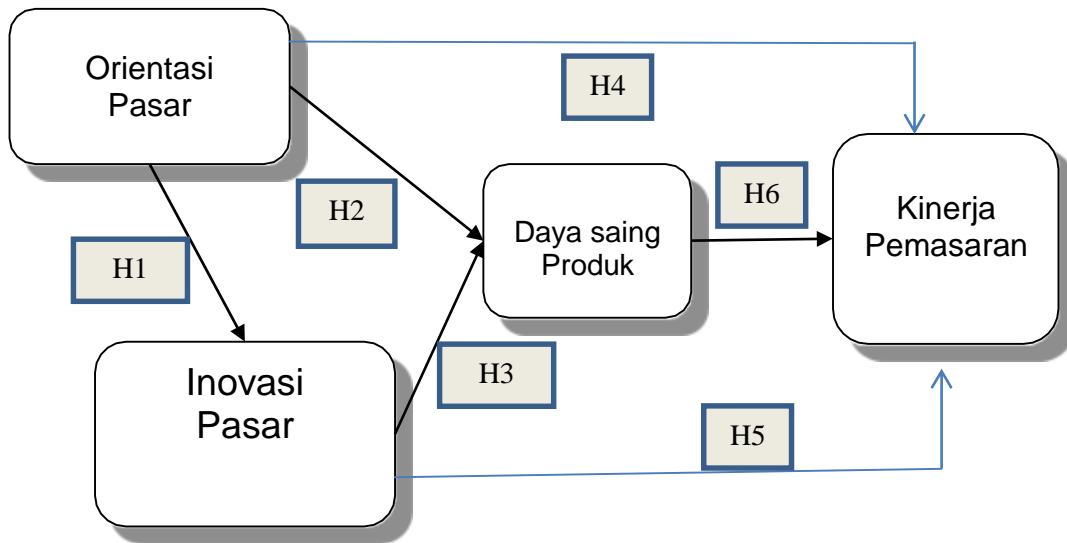 Orientasi
Pasar
H4
H2
H6
Daya saing
Produk
Kinerja
Pemasaran
H1
H3
Inovasi
Pasar
H5